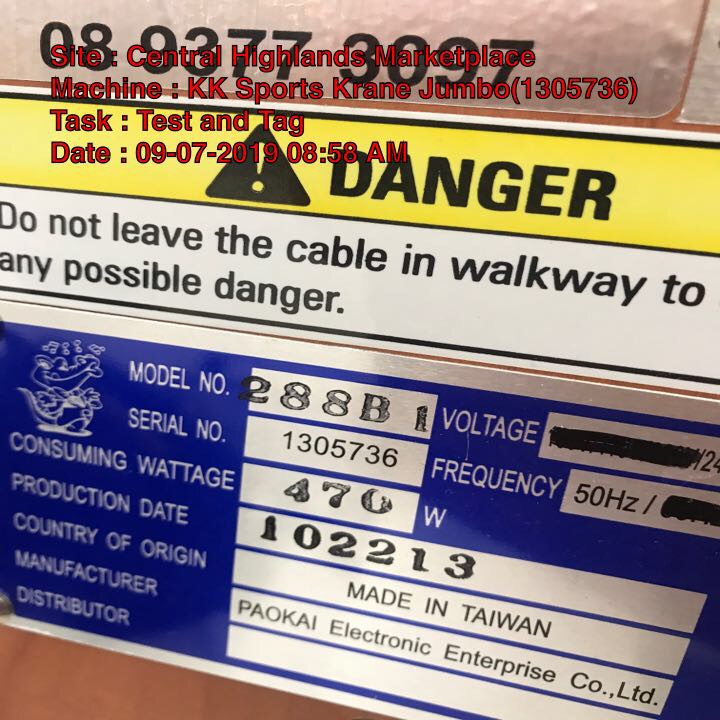 08 9377 3097
Site : Central Highlands Marketplace
Machine : KK Sports Krane Jumbo(1305736)
Task : Test and Tag
Date : 09-07-2019 08:58 AM
DANGER
Do not leave the cable in walkway to
any possible danger.
MODEL NO. 288B1
SERIAL NO. 1305736
CONSUMING WATTAGE 470 W
PRODUCTION DATE 102213
COUNTRY OF ORIGIN MADE IN TAIWAN
MANUFACTURER PAOKAI Electronic Enterprise Co.,Ltd.
DISTRIBUTOR
VOLTAGE /24
FREQUENCY 50Hz /